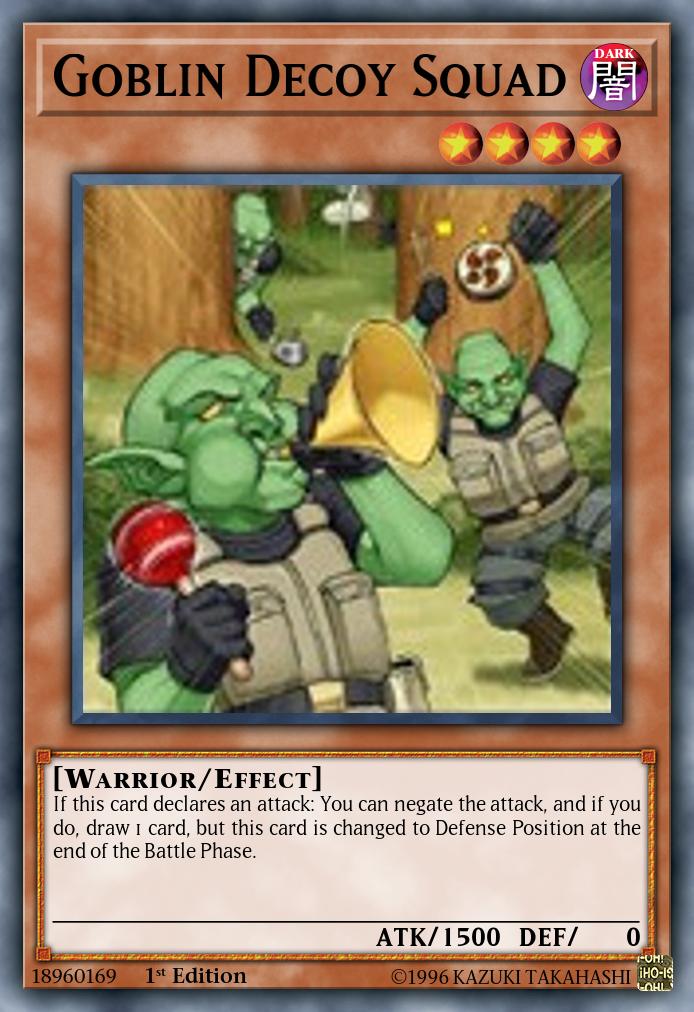 Goblin Decoy Squad
DARK
闇
[Warrior/Effect]
If this card declares an attack: You can negate the attack, and if you
do, draw 1 card, but this card is changed to Defense Position at the
end of the Battle Phase.
ATK/1500 DEF/ 0
18960169 1st Edition ©1996 KAZUKI TAKAHASHI